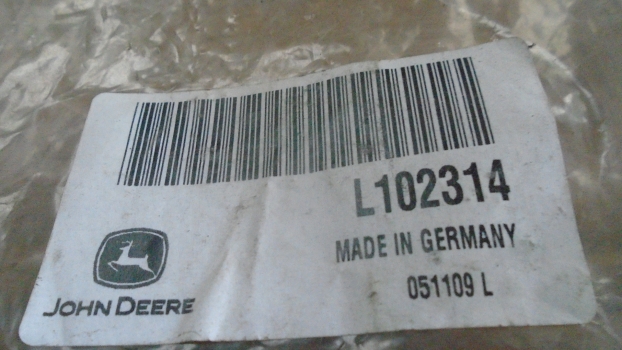 L102314
MADE IN GERMANY
051109 L
JOHN DEERE